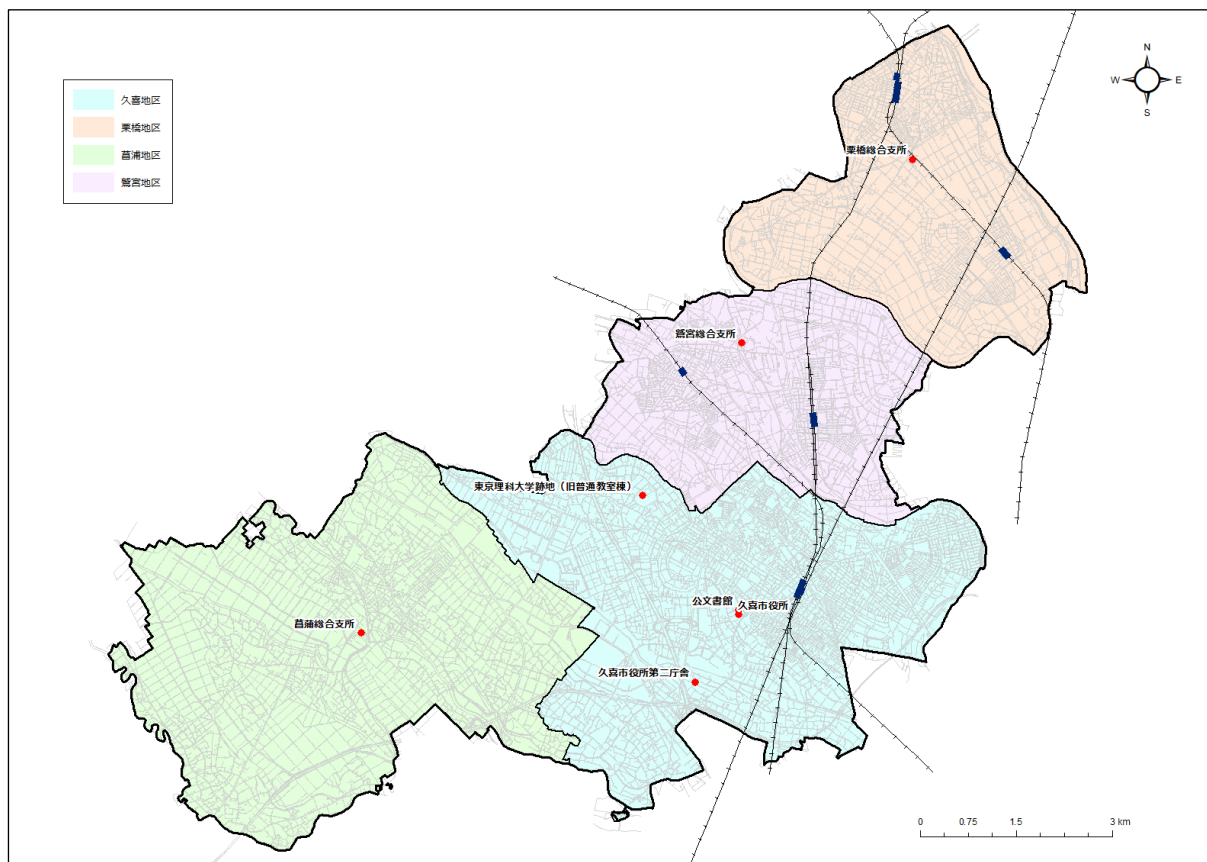 久喜地区
栗橋地区
菖浦地区
鷲宮地区
N
W E
S
栗橋総合支所
鷲宮総合支所
東京理科大学跡地（旧普通教室棟）
公文書館
久喜市役所
菖蒲総合支所
久喜市役所第二庁舎
0 0.75 1.5 3 km